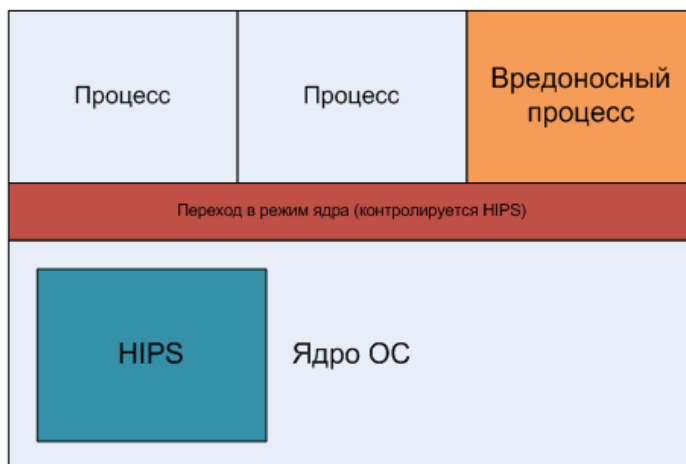 Процесс
Процесс
Вредоносный
процесс
Переход в режим ядра (контролируется HIPS)
HIPS
Ядро ОС